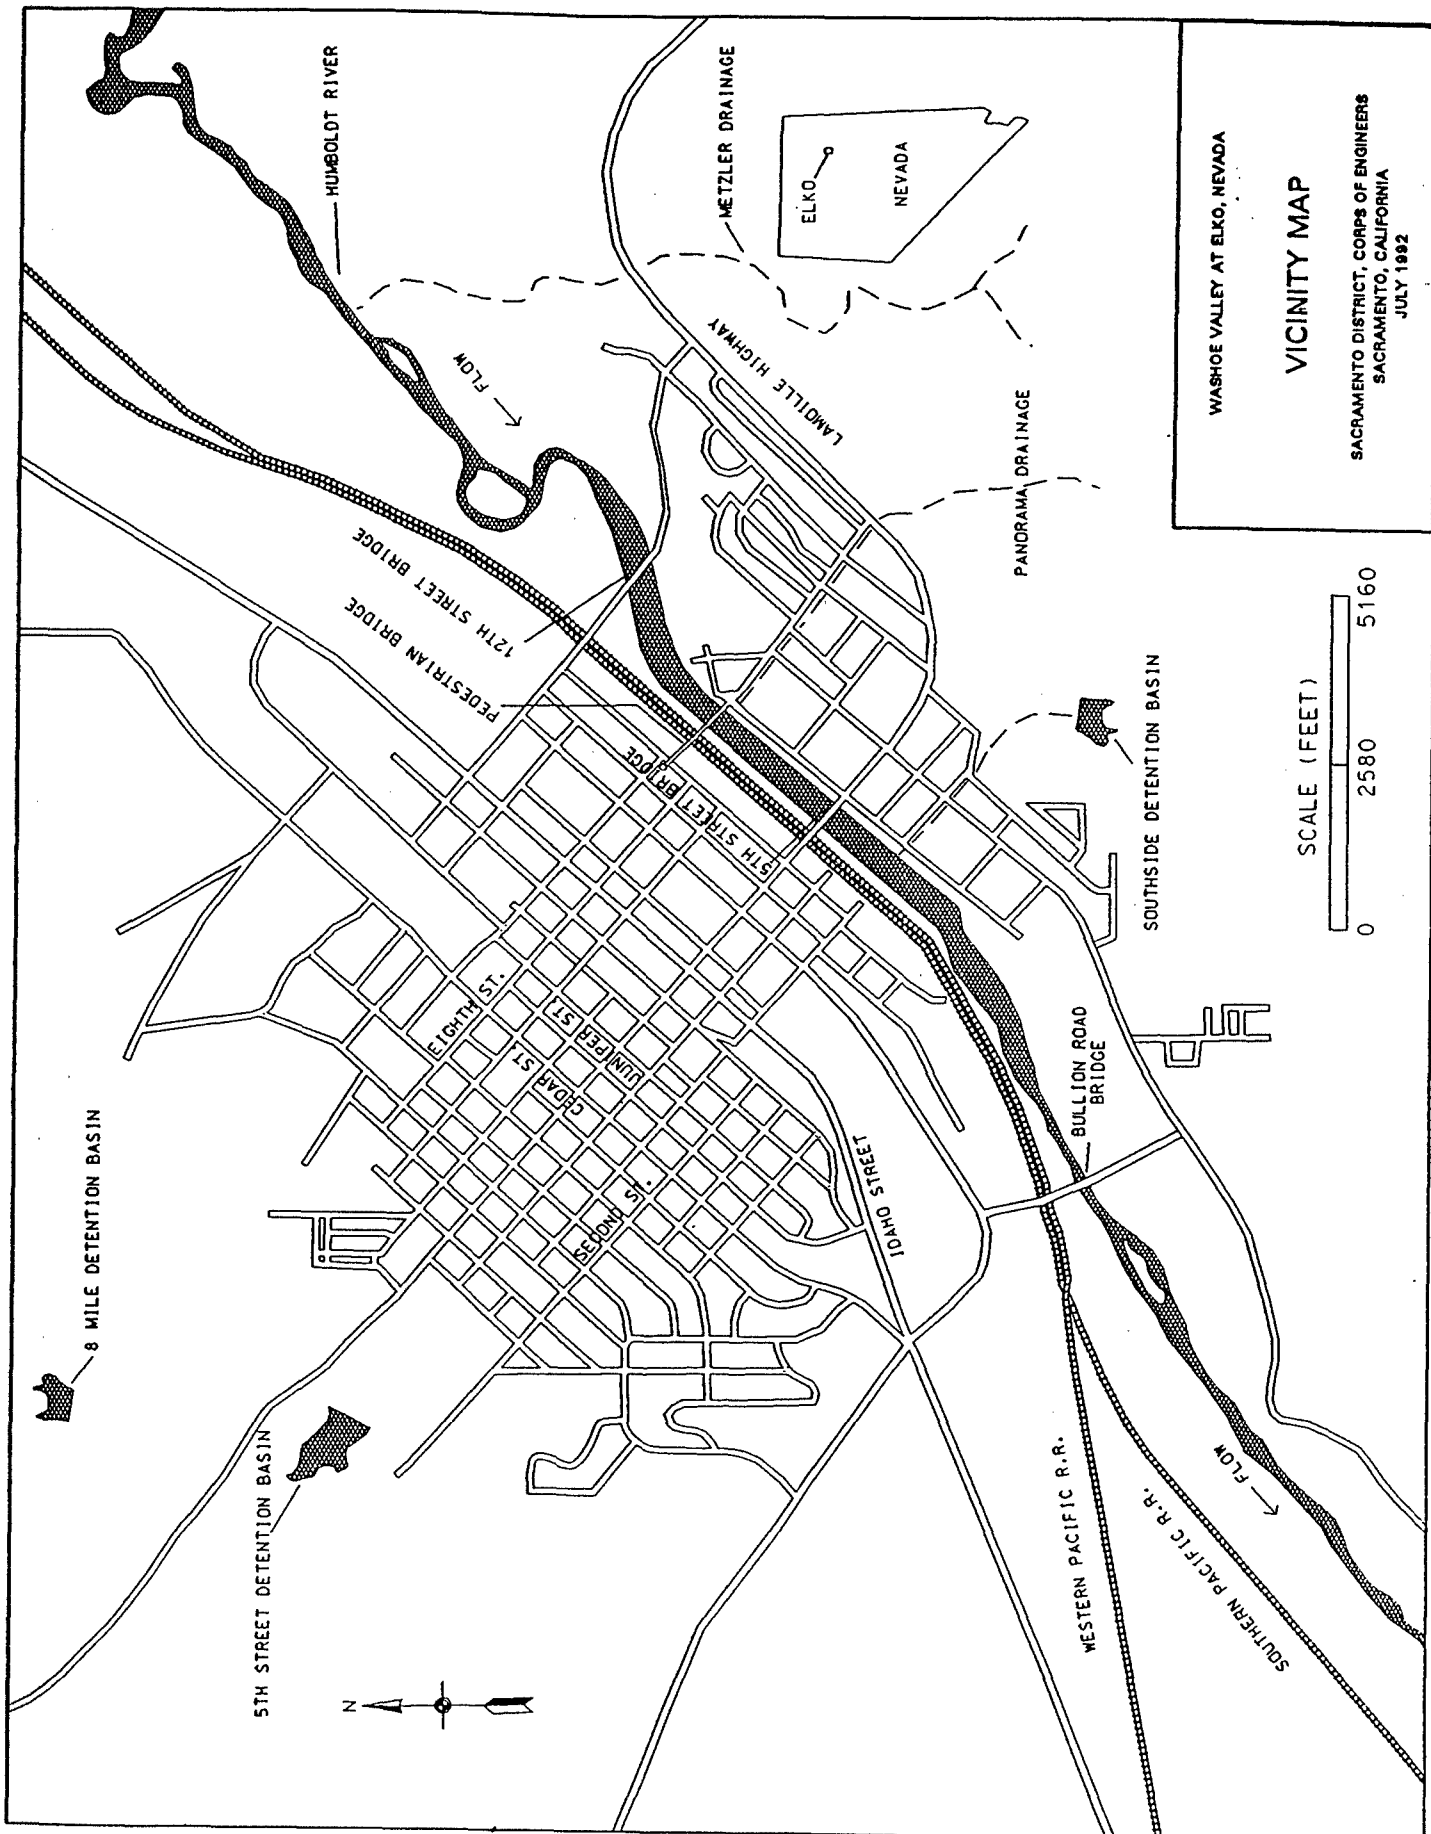 HUMBOLDT RIVER
METZLER DRAINAGE
ELKO
NEVADA
FLOW
LAMOILLE HIGHWAY
PANORAMA DRAINAGE
12TH STREET BRIDGE
PEDESTRIAN BRIDGE
5TH STREET BRIDGE
SOUTHSIDE DETENTION BASIN
EIGHTH ST.
CEDAR ST
JUNIPER ST
SECOND ST.
IDAHO STREET
BULLION ROAD
BRIDGE
8 MILE DETENTION BASIN
5TH STREET DETENTION BASIN
N
WESTERN PACIFIC R.R.
SOUTHERN PACIFIC R.R.
FLOW
SCALE (FEET)
0 2580 5160
WASHOE VALLEY AT ELKO, NEVADA
VICINITY MAP
SACRAMENTO DISTRICT, CORPS OF ENGINEERS
SACRAMENTO, CALIFORNIA
JULY 1992